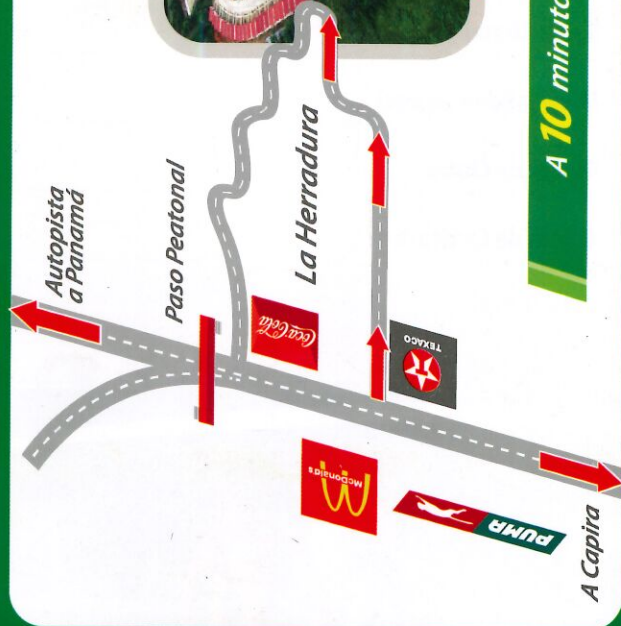 Autopista
a Panamá
Paso Peatonal
La Herradura
Coca-Cola
TEXACO
McDonald's
PUMA
A Capira
A 10 minuto